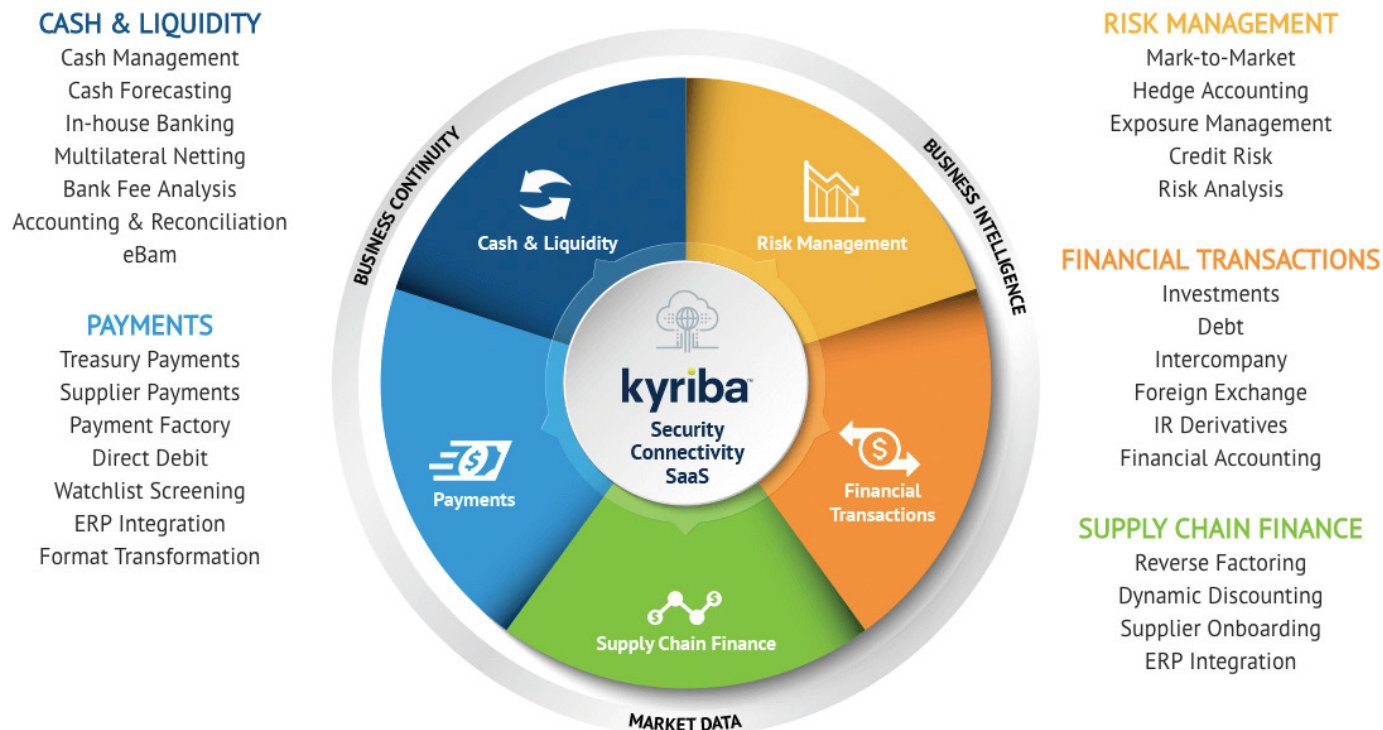 CASH & LIQUIDITY
Cash Management
Cash Forecasting
In-house Banking
Multilateral Netting
Bank Fee Analysis
Accounting & Reconciliation
eBam
PAYMENTS
Treasury Payments
Supplier Payments
Payment Factory
Direct Debit
Watchlist Screening
ERP Integration
Format Transformation
BUSINESS CONTINUITY
BUSINESS INTELLIGENCE
MARKET DATA
Cash & Liquidity
Risk Management
Payments
Financial
Transactions
Supply Chain Finance
kyriba™
Security
Connectivity
SaaS
RISK MANAGEMENT
Mark-to-Market
Hedge Accounting
Exposure Management
Credit Risk
Risk Analysis
FINANCIAL TRANSACTIONS
Investments
Debt
Intercompany
Foreign Exchange
IR Derivatives
Financial Accounting
SUPPLY CHAIN FINANCE
Reverse Factoring
Dynamic Discounting
Supplier Onboarding
ERP Integration